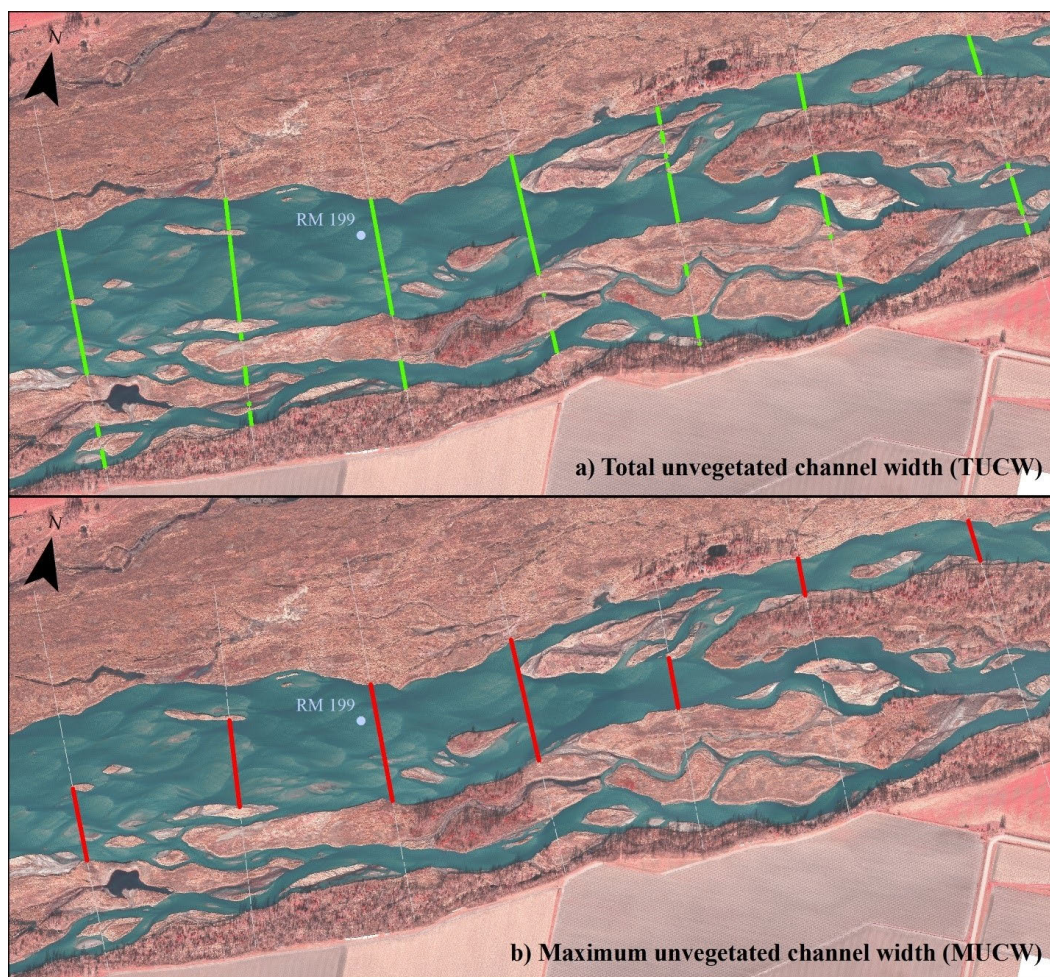 N
RM 199
a) Total unvegetated channel width (TUCW)
N
RM 199
b) Maximum unvegetated channel width (MUCW)